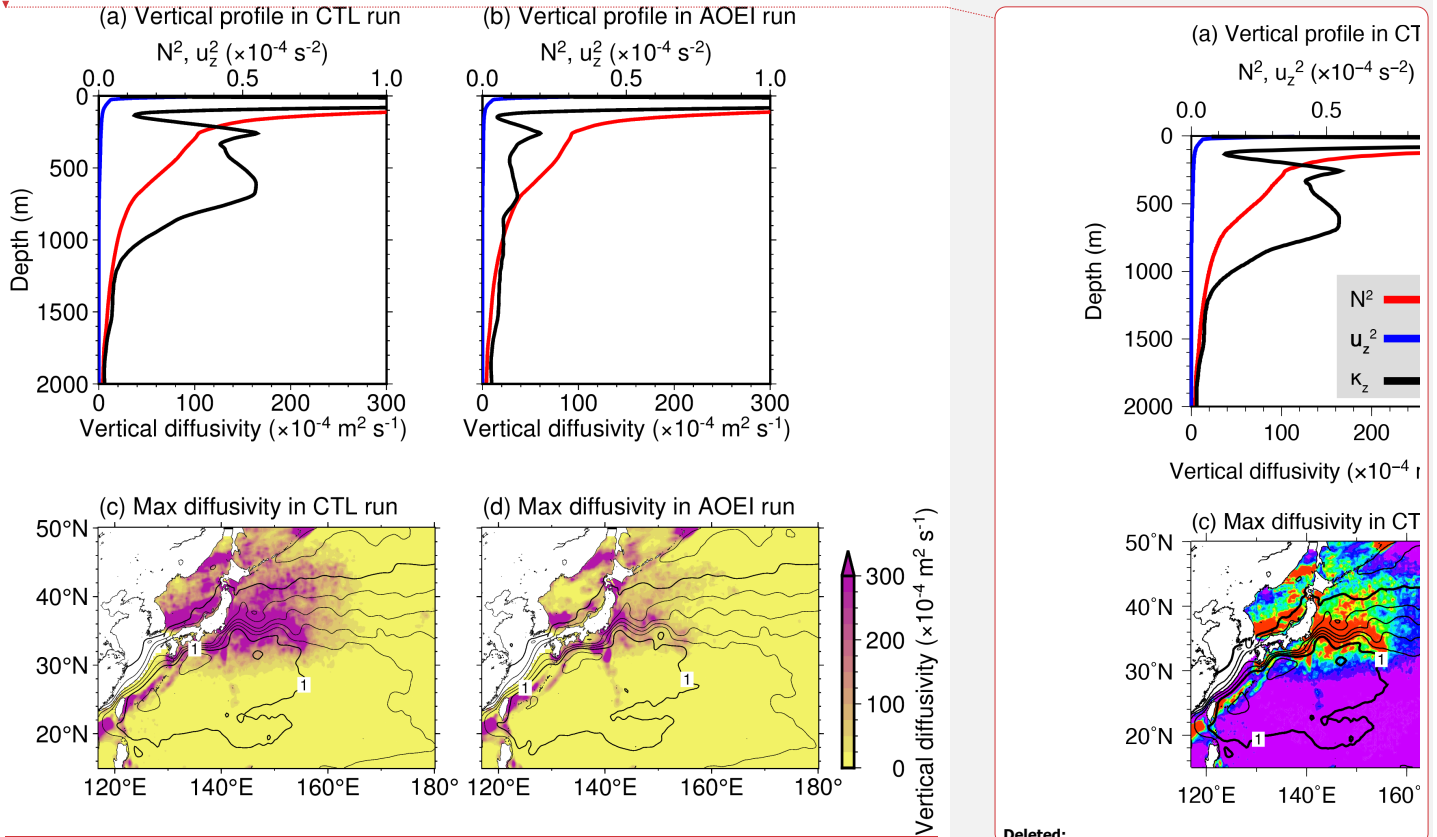 (a) Vertical profile in CTL run
N², u_z² (×10⁻⁴ s⁻²)
0.0 0.5 1.0
0
500
1000
1500
2000
Depth (m)
0 100 200 300
Vertical diffusivity (×10⁻⁴ m² s⁻¹)
(b) Vertical profile in AOEI run
N², u_z² (×10⁻⁴ s⁻²)
0.0 0.5 1.0
0 100 200 300
Vertical diffusivity (×10⁻⁴ m² s⁻¹)
(c) Max diffusivity in CTL run
50°N
40°N
30°N
20°N
1
1
120°E 140°E 160°E 180°
(d) Max diffusivity in AOEI run
1
1
120°E 140°E 160°E 180°
300
200
100
0
Vertical diffusivity (×10⁻⁴ m² s⁻¹)
(a) Vertical profile in CT
N², u_z² (×10⁻⁴ s⁻²)
0.0 0.5
0
500
1000
1500
2000
Depth (m)
N²
u_z²
κ_z
0 100 200
Vertical diffusivity (×10⁻⁴
(c) Max diffusivity in CT
50°N
40°N
30°N
20°N
1
1
120°E 140°E 160°
Deleted: